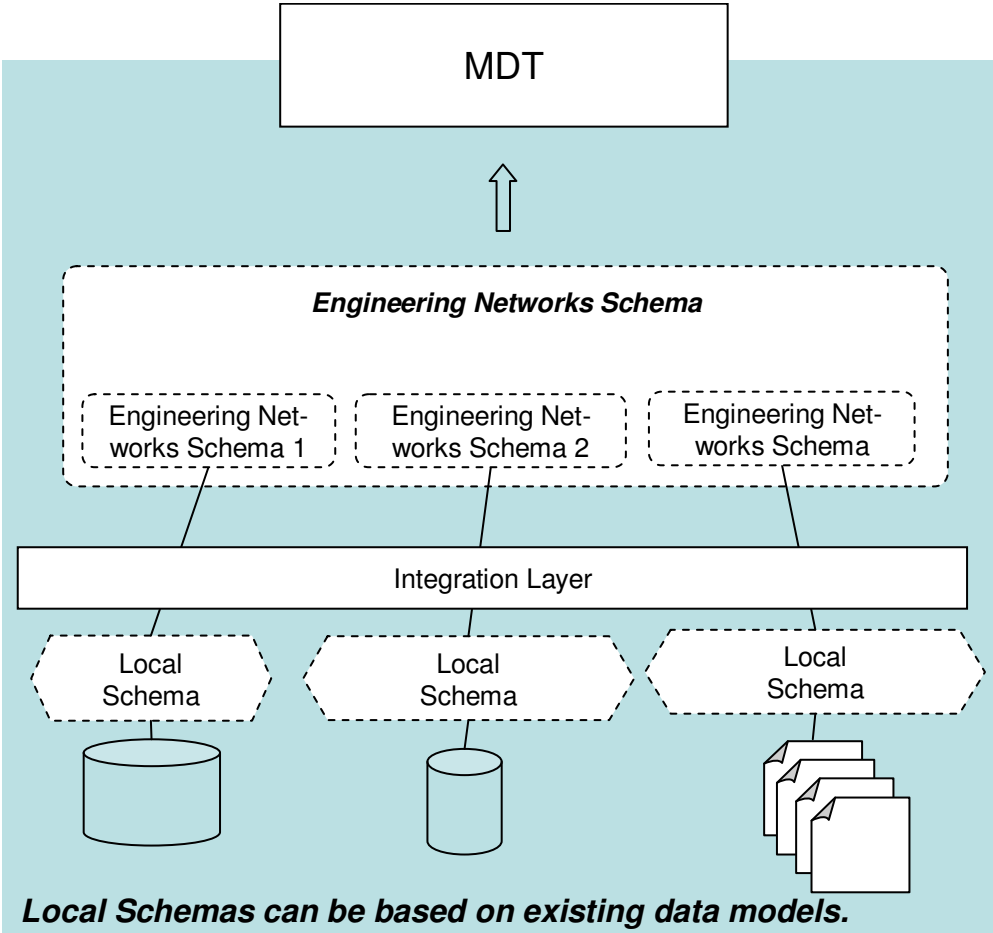 MDT
Engineering Networks Schema
Engineering Net-
works Schema 1
Engineering Net-
works Schema 2
Engineering Net-
works Schema
Integration Layer
Local
Schema
Local
Schema
Local
Schema
Local Schemas can be based on existing data models.